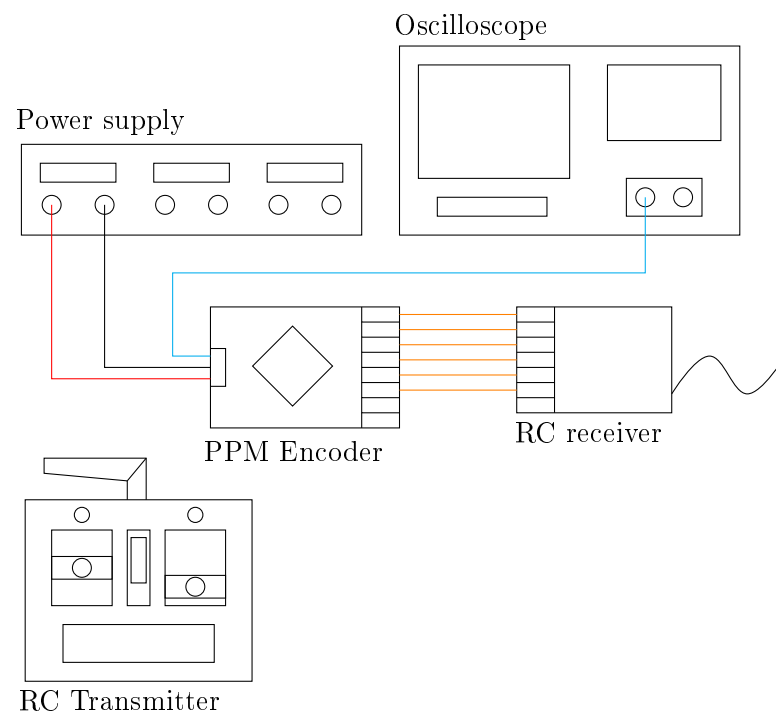 Oscilloscope
Power supply
PPM Encoder
RC receiver
RC Transmitter